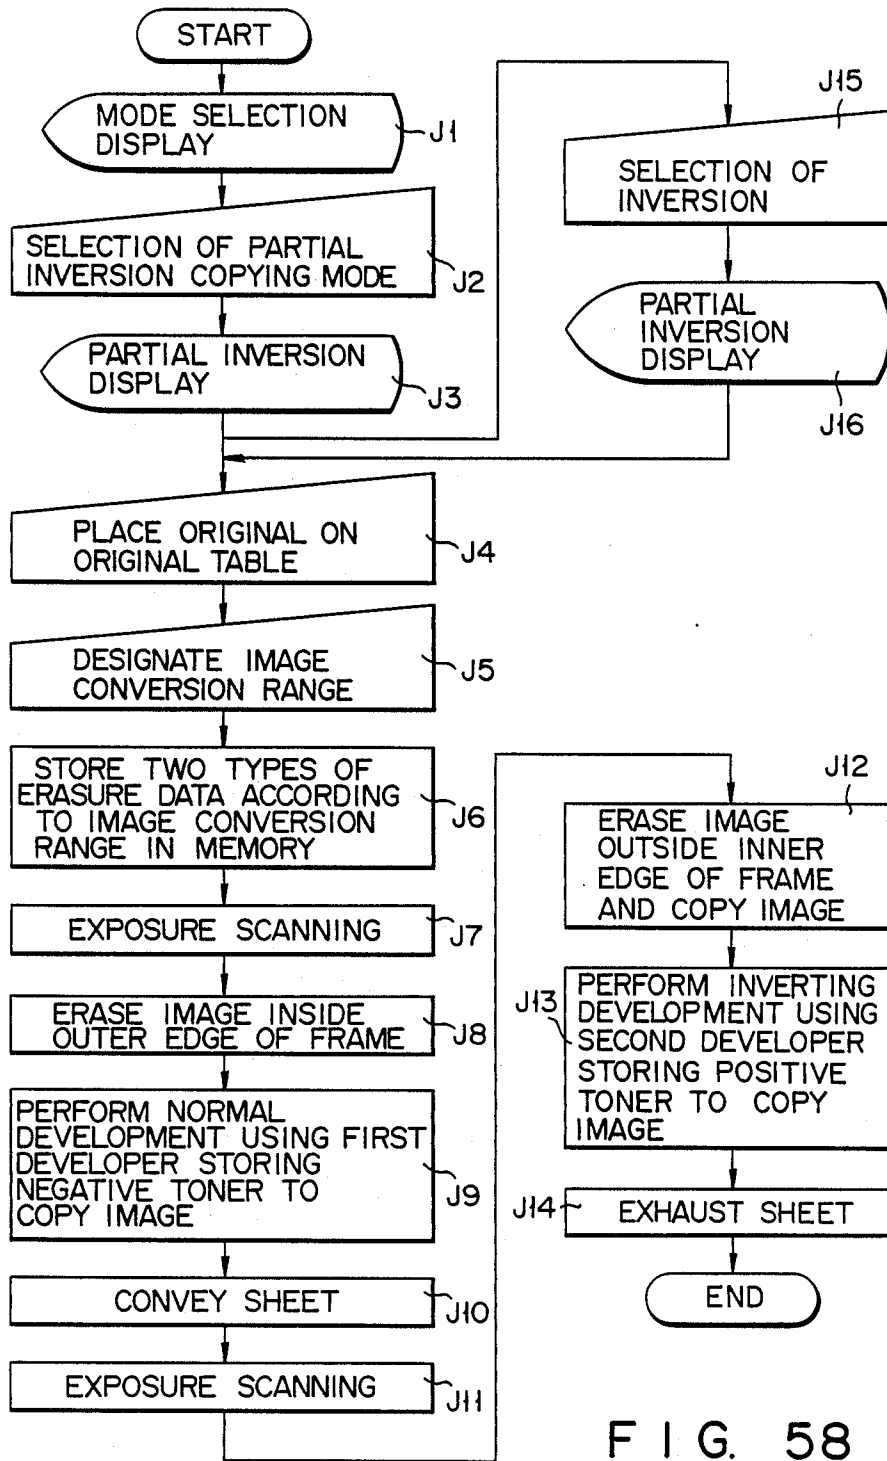 START
MODE SELECTION
DISPLAY
J1
SELECTION OF PARTIAL
INVERSION COPYING MODE
J2
PARTIAL INVERSION
DISPLAY
J3
J15
SELECTION OF
INVERSION
PARTIAL
INVERSION
DISPLAY
J16
PLACE ORIGINAL ON
ORIGINAL TABLE
J4
DESIGNATE IMAGE
CONVERSION RANGE
J5
STORE TWO TYPES OF
ERASURE DATA ACCORDING
TO IMAGE CONVERSION
RANGE IN MEMORY
J6
EXPOSURE SCANNING
J7
ERASE IMAGE INSIDE
OUTER EDGE OF FRAME
J8
PERFORM NORMAL
DEVELOPMENT USING FIRST
DEVELOPER STORING
NEGATIVE TONER TO
COPY IMAGE
J9
CONVEY SHEET
J10
EXPOSURE SCANNING
J11
J12
ERASE IMAGE
OUTSIDE INNER
EDGE OF FRAME
AND COPY IMAGE
J13
PERFORM INVERTING
DEVELOPMENT USING
SECOND DEVELOPER
STORING POSITIVE
TONER TO COPY
IMAGE
J14
EXHAUST SHEET
END
FIG. 58